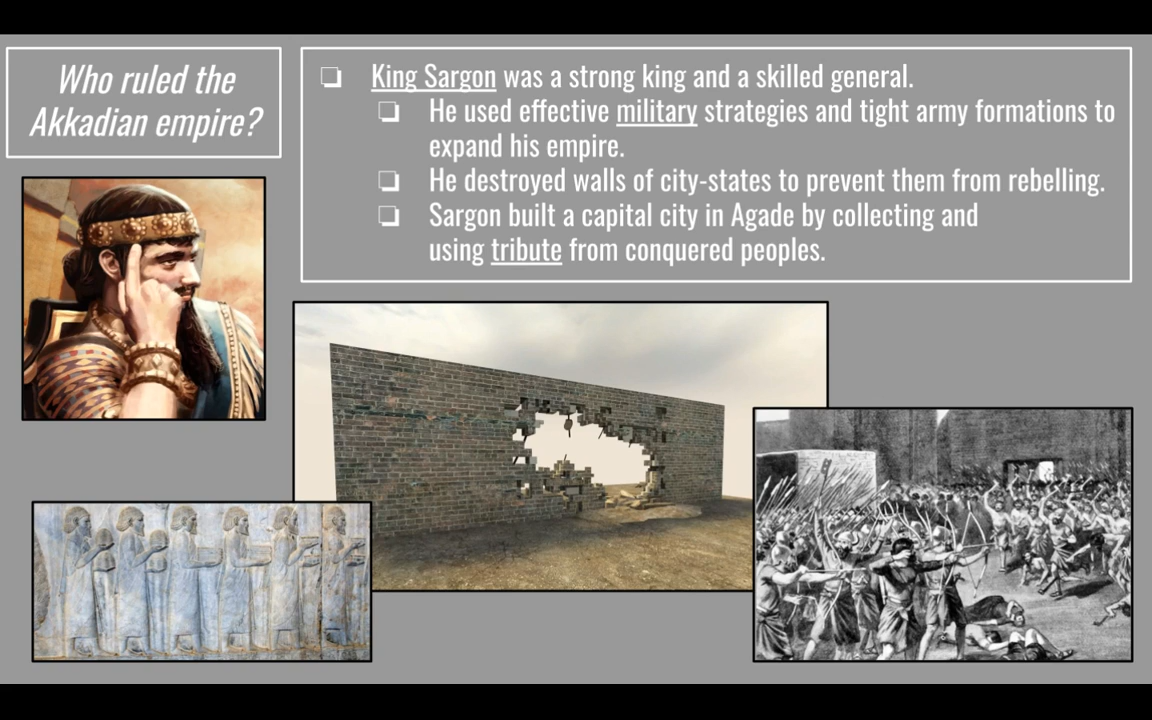 Who ruled the
Akkadian empire?
❏ King Sargon was a strong king and a skilled general.
❏ He used effective military strategies and tight army formations to
expand his empire.
❏ He destroyed walls of city-states to prevent them from rebelling.
❏ Sargon built a capital city in Agade by collecting and
using tribute from conquered peoples.